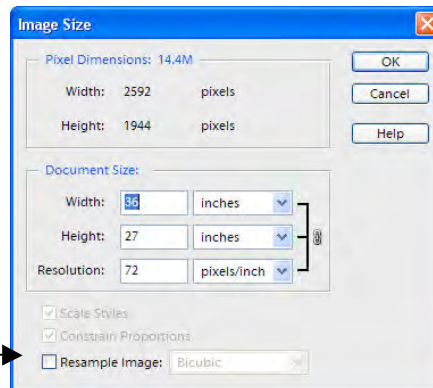 Image Size
Pixel Dimensions: 14.4M
Width: 2592 pixels
Height: 1944 pixels
OK
Cancel
Help
Document Size:
Width: 36 inches
Height: 27 inches
Resolution: 72 pixels/inch
Scale Styles
Constrain Proportions
Resample Image: Bicubic